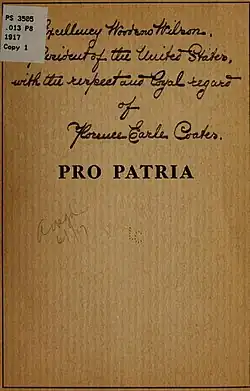 PS 3505
.O13 P8
1917
Copy 1
Excellency Woodrow Wilson,
President of the United States,
with the respect and loyal regard
of
Florence Earle Coates.
PRO PATRIA